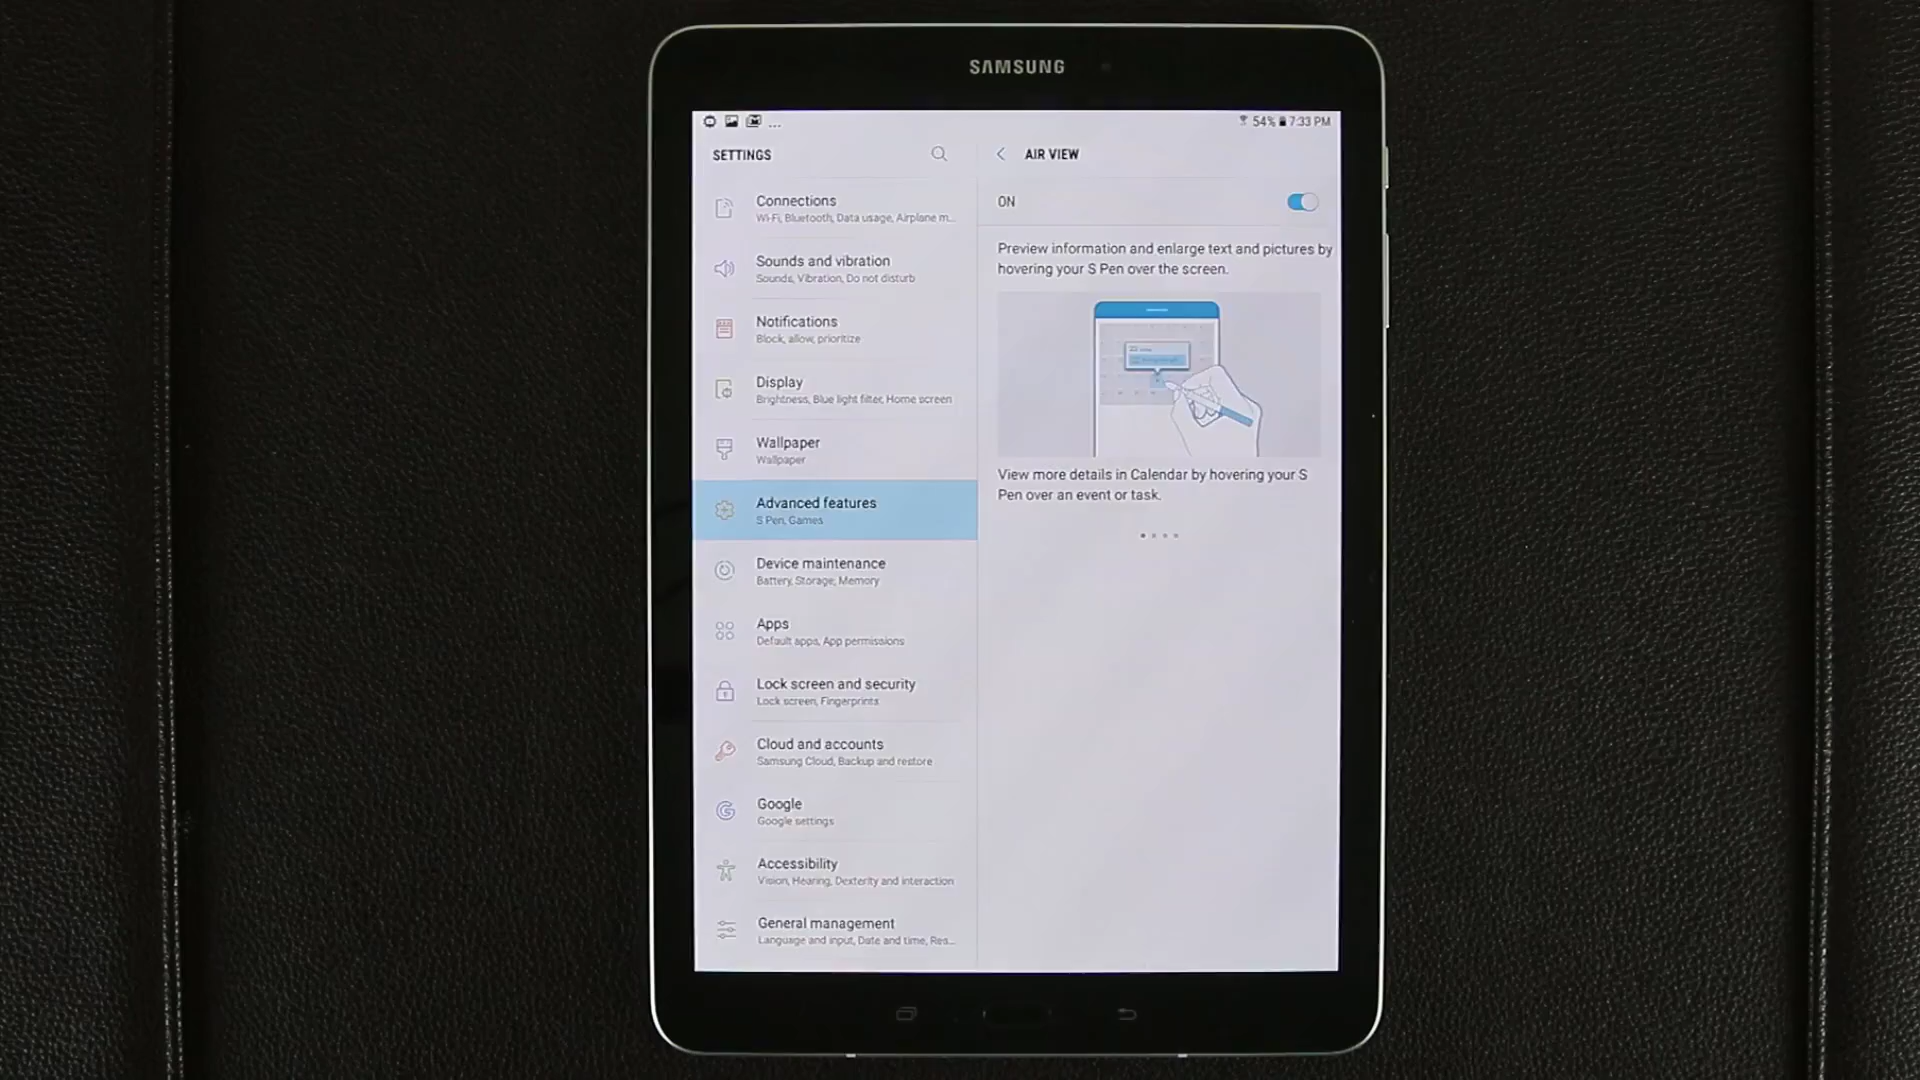 SAMSUNG
... 54% 7:33 PM
SETTINGS
Connections
Wi-Fi, Bluetooth, Data usage, Airplane m...
Sounds and vibration
Sounds, Vibration, Do not disturb
Notifications
Block, allow, prioritize
Display
Brightness, Blue light filter, Home screen
Wallpaper
Wallpaper
Advanced features
S Pen, Games
Device maintenance
Battery, Storage, Memory
Apps
Default apps, App permissions
Lock screen and security
Lock screen, Fingerprints
Cloud and accounts
Samsung Cloud, Backup and restore
Google
Google settings
Accessibility
Vision, Hearing, Dexterity and interaction
General management
Language and input, Date and time, Res...
AIR VIEW
ON
Preview information and enlarge text and pictures by
hovering your S Pen over the screen.
View more details in Calendar by hovering your S
Pen over an event or task.